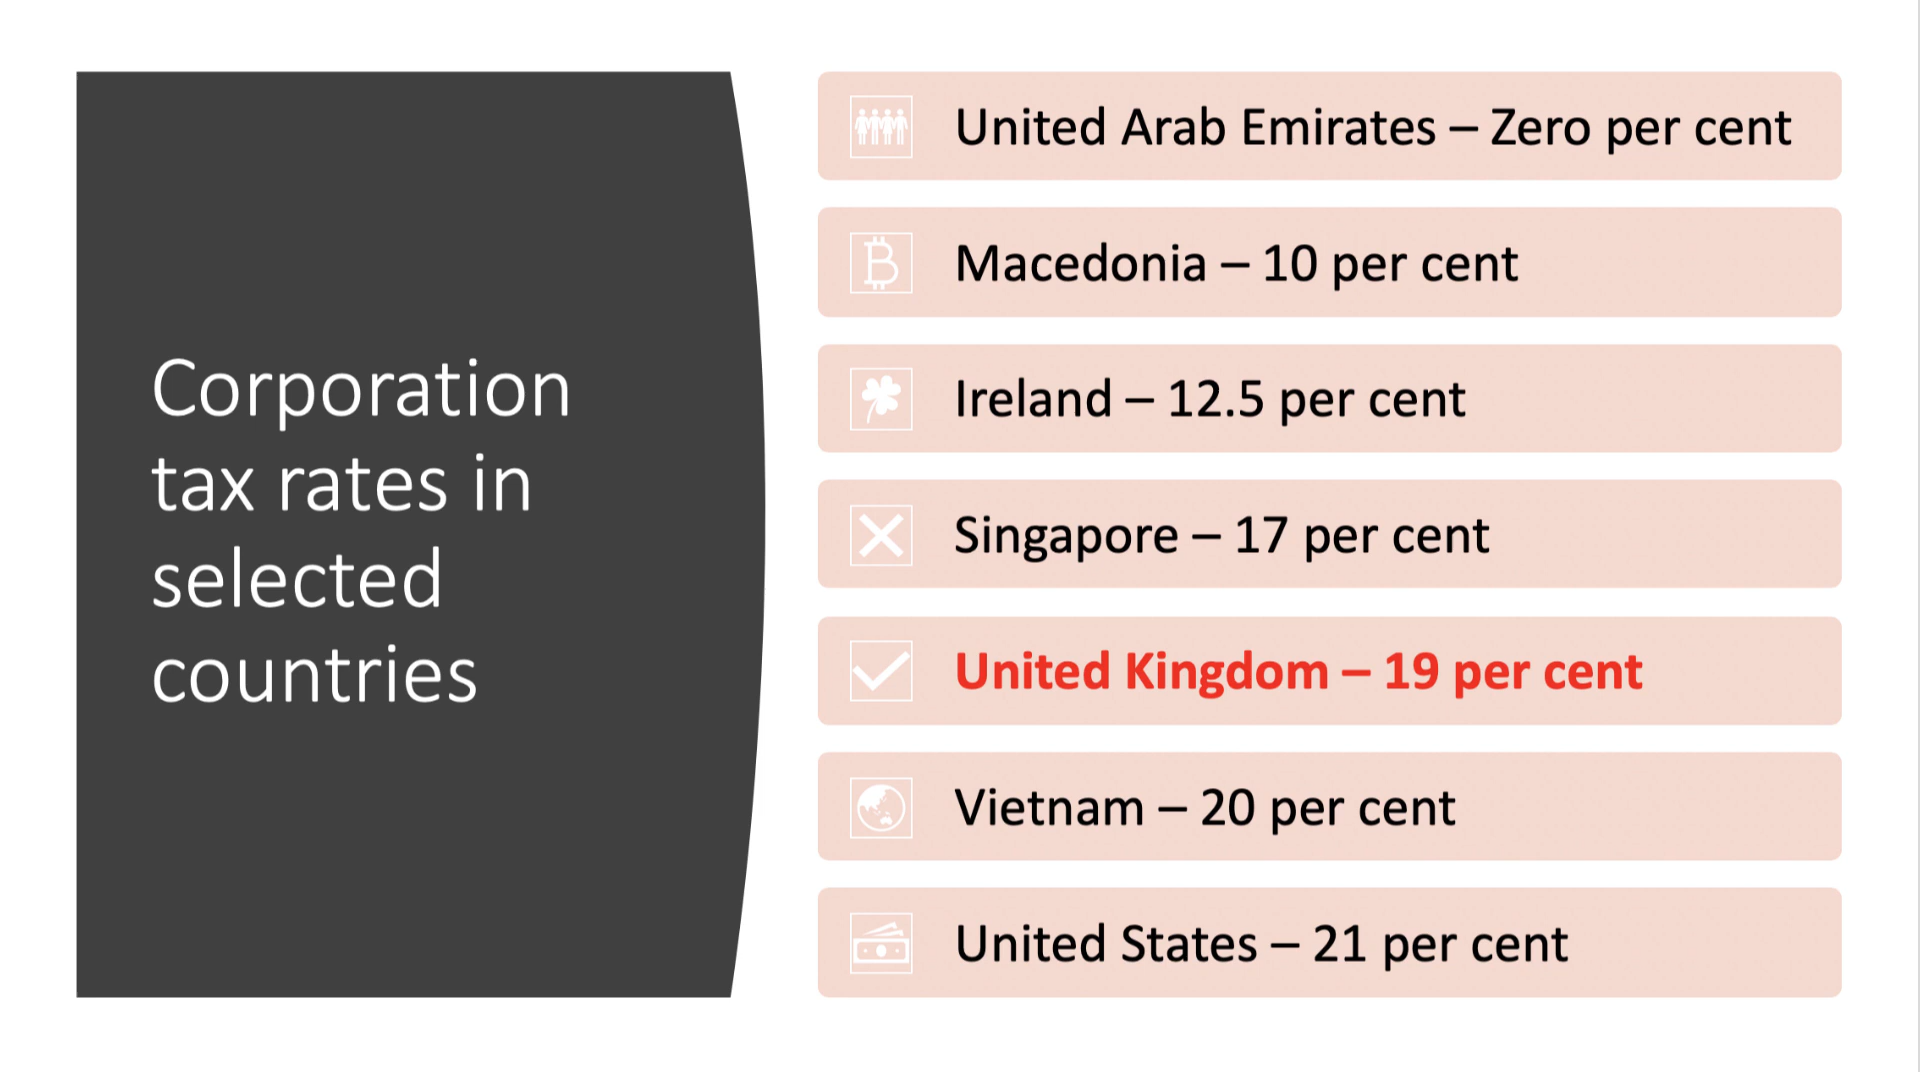 Corporation
tax rates in
selected
countries
United Arab Emirates – Zero per cent
Macedonia – 10 per cent
Ireland – 12.5 per cent
Singapore – 17 per cent
United Kingdom – 19 per cent
Vietnam – 20 per cent
United States – 21 per cent